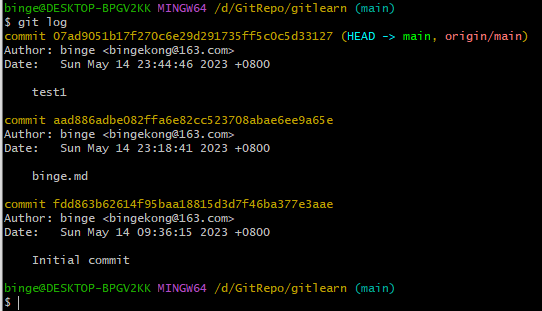 binge@DESKTOP-BPGV2KK MINGW64 /d/GitRepo/gitlearn (main)
$ git log
commit 07ad9051b17f270c6e29d291735ff5c0c5d33127 (HEAD -> main, origin/main)
Author: binge <bingekong@163.com>
Date:   Sun May 14 23:44:46 2023 +0800
    test1
commit aad886adbe082ffa6e82cc523708abae6ee9a65e
Author: binge <bingekong@163.com>
Date:   Sun May 14 23:18:41 2023 +0800
    binge.md
commit fdd863b62614f95baa18815d3d7f46ba377e3aae
Author: binge <bingekong@163.com>
Date:   Sun May 14 09:36:15 2023 +0800
    Initial commit
binge@DESKTOP-BPGV2KK MINGW64 /d/GitRepo/gitlearn (main)
$